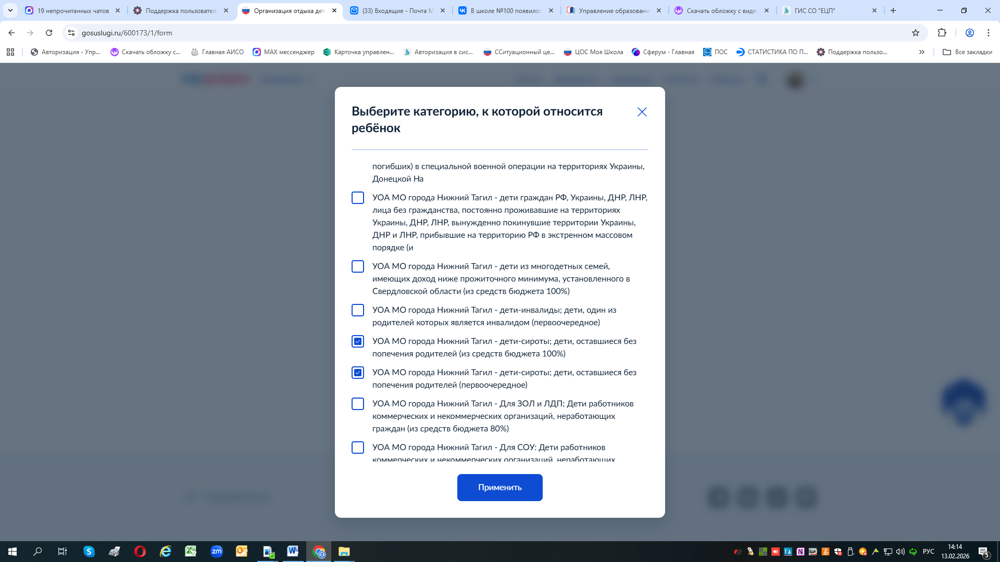 19 непрочитанных чатов
Поддержка пользовател
Организация отдыха дет
(33) Входящие - Почта M
В школе №100 появилос
Управление образовани
Скачать обложку с виде
ГИС СО "ЕЦП"
gosuslugi.ru/600173/1/form
Авторизация - Упр...
Скачать обложку с...
Главная АИСО
MAX мессенджер
Карточка управлен...
Авторизация в сис...
ССитуационный це...
ЦОС Моя Школа
Сферум - Главная
ПОС
СТАТИСТИКА ПО П...
Поддержка пользо...
Все закладки
Выберите категорию, к которой относится
ребёнок
погибших) в специальной военной операции на территориях Украины,
Донецкой На
УОА МО города Нижний Тагил - дети граждан РФ, Украины, ДНР, ЛНР,
лица без гражданства, постоянно проживавшие на территориях
Украины, ДНР, ЛНР, вынужденно покинувшие территории Украины,
ДНР и ЛНР, прибывшие на территорию РФ в экстренном массовом
порядке (и
УОА МО города Нижний Тагил - дети из многодетных семей,
имеющих доход ниже прожиточного минимума, установленного в
Свердловской области (из средств бюджета 100%)
УОА МО города Нижний Тагил - дети-инвалиды; дети, один из
родителей которых является инвалидом (первоочередное)
УОА МО города Нижний Тагил - дети-сироты; дети, оставшиеся без
попечения родителей (из средств бюджета 100%)
УОА МО города Нижний Тагил - дети-сироты; дети, оставшиеся без
попечения родителей (первоочередное)
УОА МО города Нижний Тагил - Для ЗОЛ и ЛДП; Дети работников
коммерческих и некоммерческих организаций, неработающих
граждан (из средств бюджета 80%)
УОА МО города Нижний Тагил - Для СОУ: Дети работников
коммерческих и некоммерческих организаций, неработающих
Применить
zm
РУС
14:14
13.02.2026
5